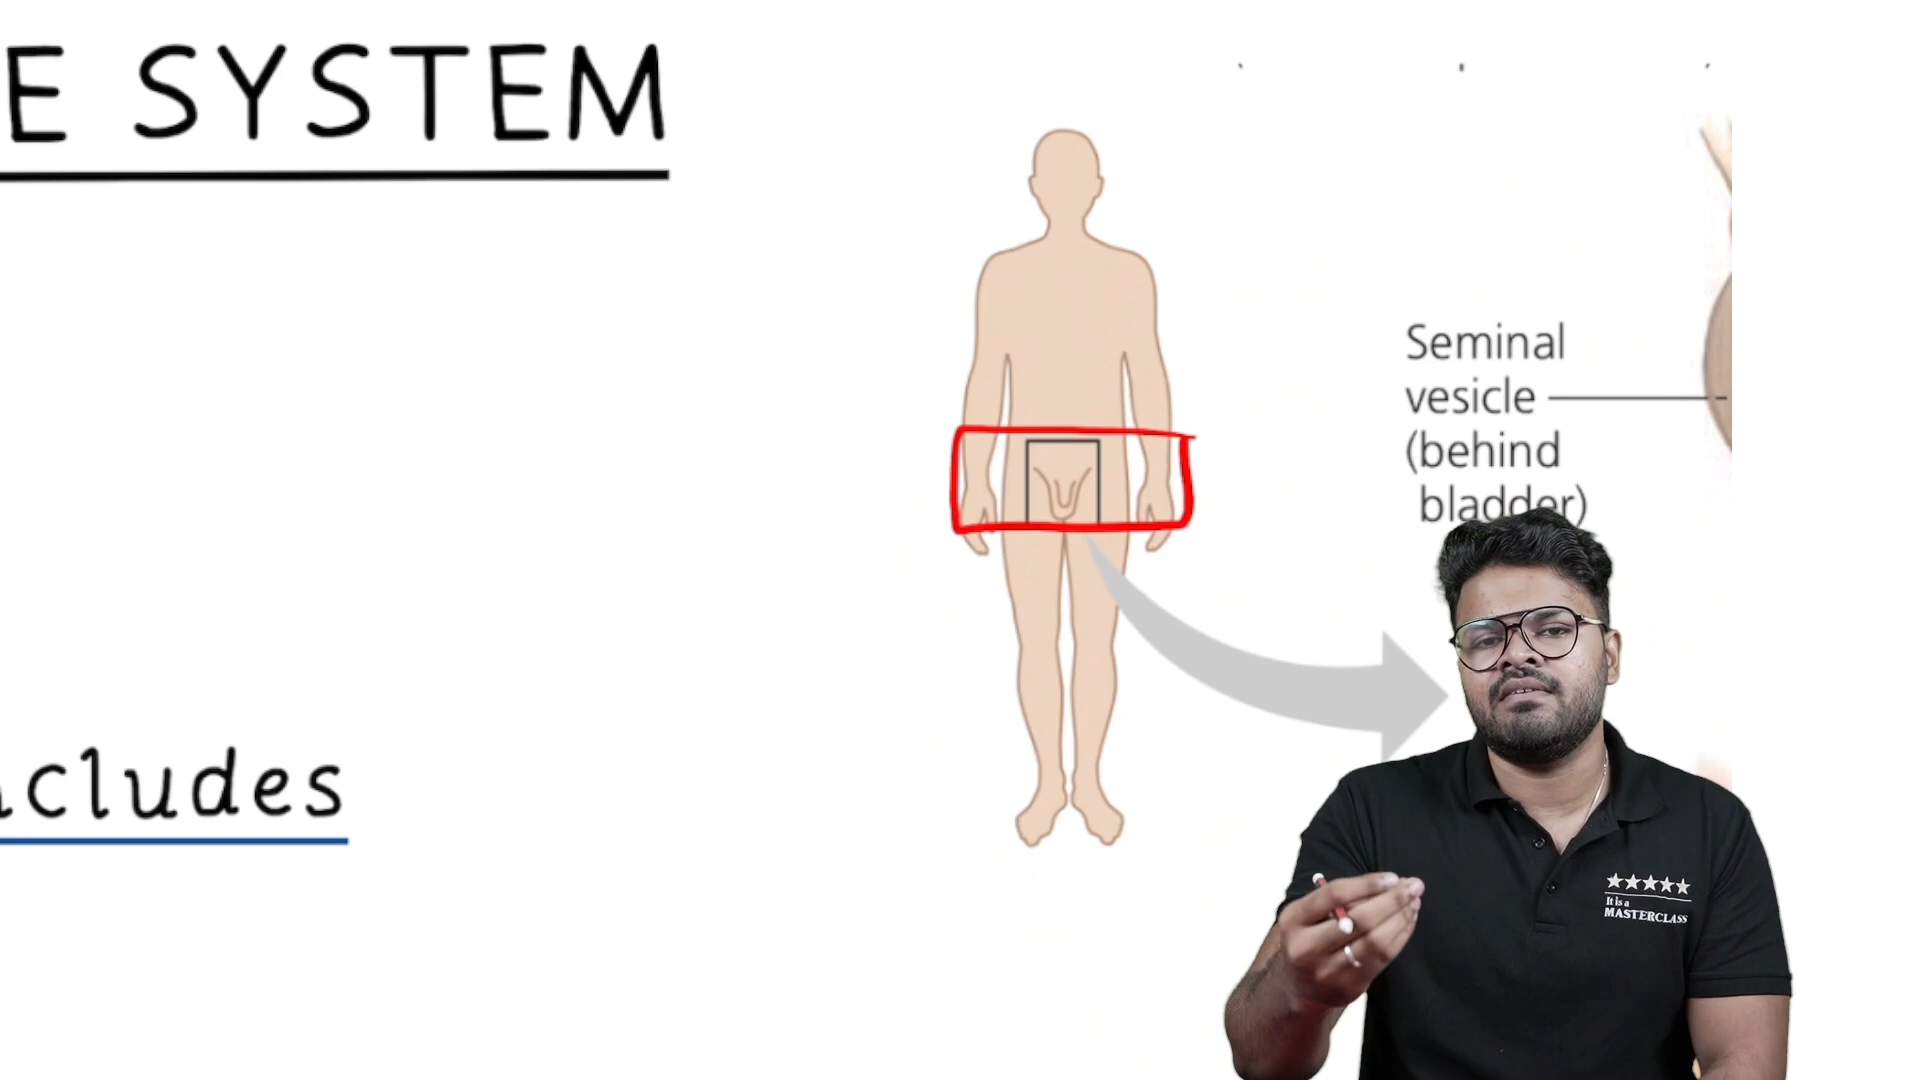 E SYSTEM
Seminal
vesicle
(behind
bladder)
cludes
★★★★★
It is a
MASTERCLASS